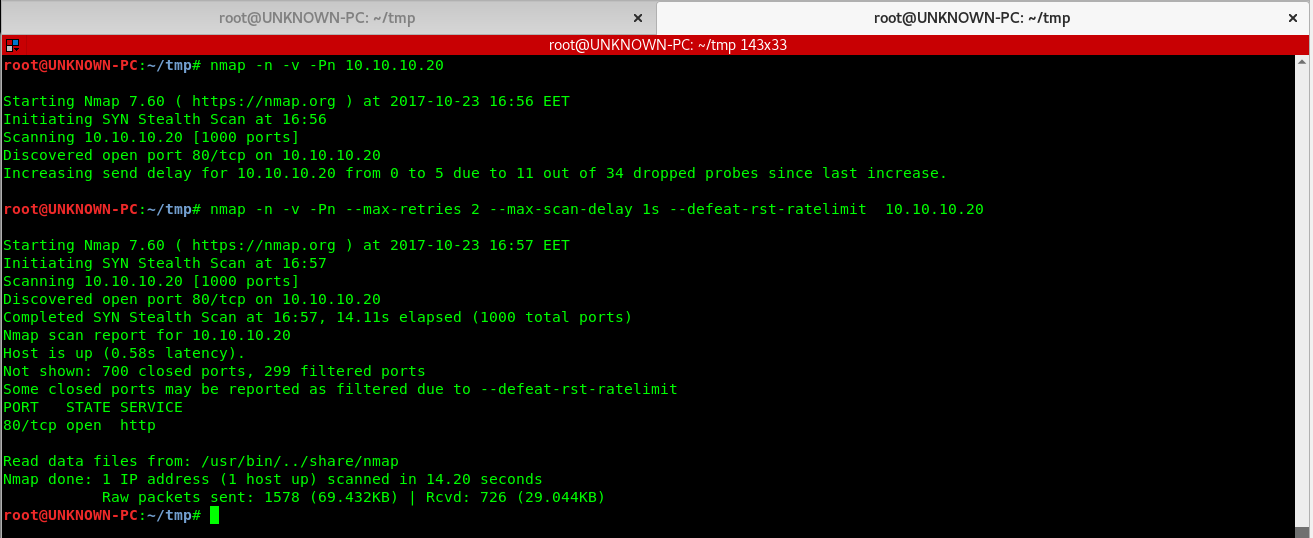 root@UNKNOWN-PC: ~/tmp × root@UNKNOWN-PC: ~/tmp ×
root@UNKNOWN-PC: ~/tmp 143x33
root@UNKNOWN-PC:~/tmp# nmap -n -v -Pn 10.10.10.20
Starting Nmap 7.60 ( https://nmap.org ) at 2017-10-23 16:56 EET
Initiating SYN Stealth Scan at 16:56
Scanning 10.10.10.20 [1000 ports]
Discovered open port 80/tcp on 10.10.10.20
Increasing send delay for 10.10.10.20 from 0 to 5 due to 11 out of 34 dropped probes since last increase.
root@UNKNOWN-PC:~/tmp# nmap -n -v -Pn --max-retries 2 --max-scan-delay 1s --defeat-rst-ratelimit  10.10.10.20
Starting Nmap 7.60 ( https://nmap.org ) at 2017-10-23 16:57 EET
Initiating SYN Stealth Scan at 16:57
Scanning 10.10.10.20 [1000 ports]
Discovered open port 80/tcp on 10.10.10.20
Completed SYN Stealth Scan at 16:57, 14.11s elapsed (1000 total ports)
Nmap scan report for 10.10.10.20
Host is up (0.58s latency).
Not shown: 700 closed ports, 299 filtered ports
Some closed ports may be reported as filtered due to --defeat-rst-ratelimit
PORT   STATE SERVICE
80/tcp open  http
Read data files from: /usr/bin/../share/nmap
Nmap done: 1 IP address (1 host up) scanned in 14.20 seconds
           Raw packets sent: 1578 (69.432KB) | Rcvd: 726 (29.044KB)
root@UNKNOWN-PC:~/tmp#